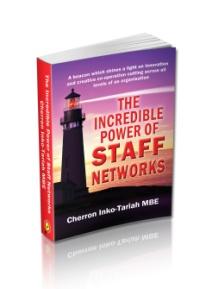 A beacon which shines a light on innovation
and creative co-operation cutting across all
levels of an organisation
THE
INCREDIBLE
POWER OF
STAFF
NETWORKS
Cherron Inko-Tariah MBE
The Incredible Power of Staff Networks
Cherron Inko-Tariah MBE